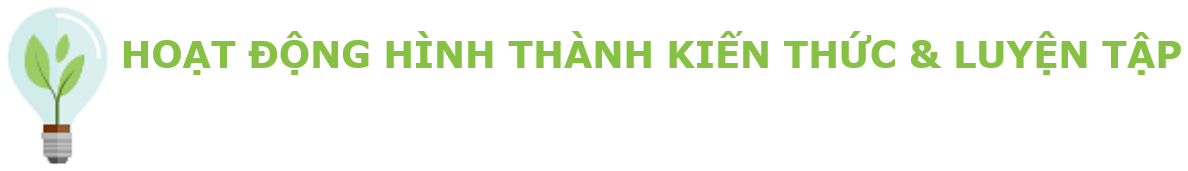 HOẠT ĐỘNG HÌNH THÀNH KIẾN THỨC & LUYỆN TẬP